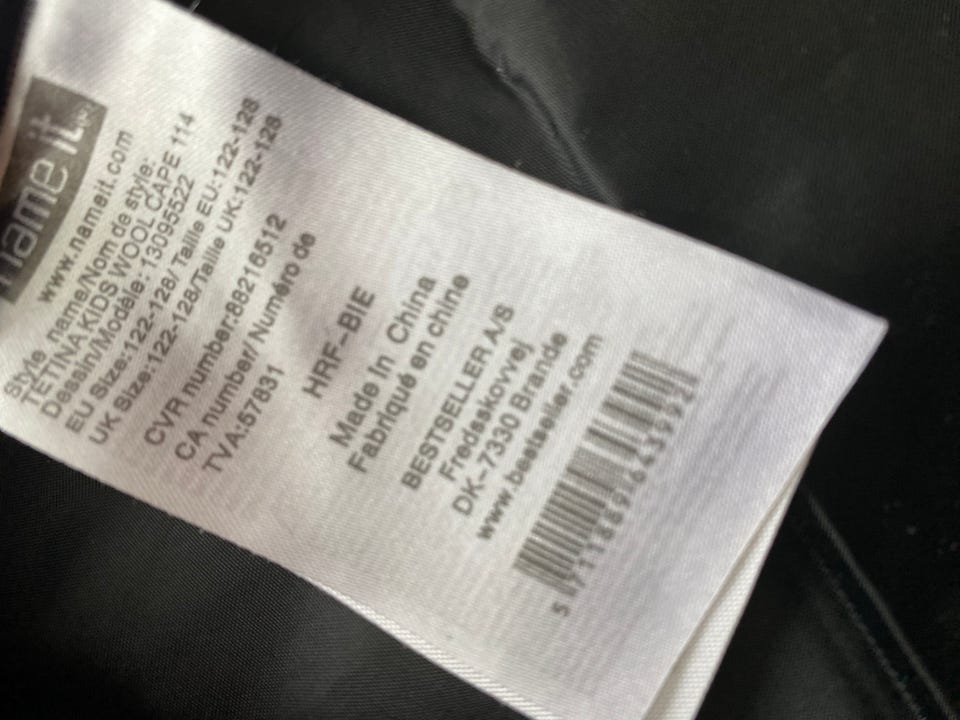 name it
www.nameit.com
Style name/Nom de style:
TETINA KIDS WOOL CAPE 114
Dessin/Modèle: 13095522
EU Size:122-128/ Taille EU:122-128
UK Size:122-128/Taille UK:122-128
CVR number:88216512
CA number/ Numéro de
TVA:57831
HRF-BIE
Made In China
Fabriqué en chine
BESTSELLER A/S
Fredsskovvej
DK-7330 Brande
www.bestseller.com